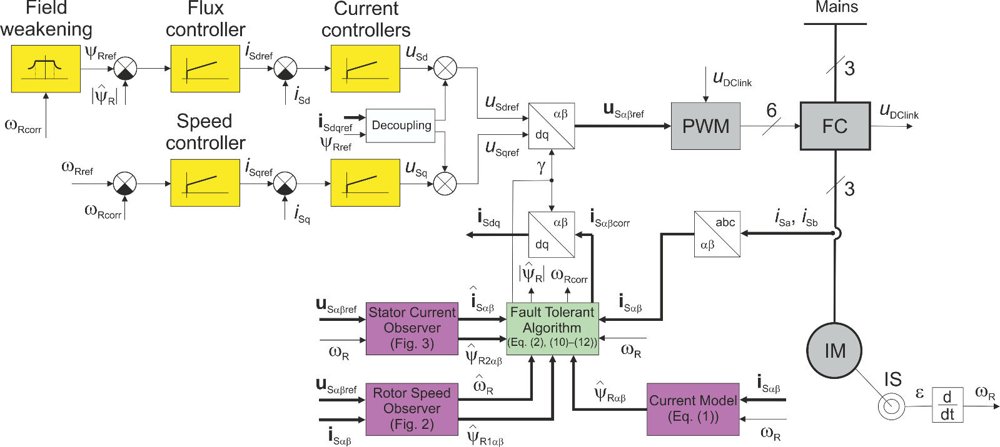 Field
weakening
Flux
controller
Current
controllers
Mains
ψRref
iSdref
uSd
3
|ψ̂R|
iSd
uDClink
ωRcorr
Speed
controller
iSdqref
ψRref
Decoupling
uSdref
uSqref
αβ
dq
uSαβref
PWM
6
FC
uDClink
ωRref
iSqref
uSq
γ
3
ωRcorr
iSq
iSdq
αβ
dq
iSαβcorr
abc
αβ
iSa, iSb
|ψ̂R|
ωRcorr
uSαβref
ωR
Stator Current
Observer
(Fig. 3)
îSαβ
ψ̂R2αβ
Fault Tolerant
Algorithm
(Eq. (2), (10)–(12))
iSαβ
ωR
IM
uSαβref
iSαβ
Rotor Speed
Observer
(Fig. 2)
ω̂R
ψ̂R1αβ
ψ̂Rαβ
Current Model
(Eq. (1))
iSαβ
ωR
IS
ε
d
dt
ωR